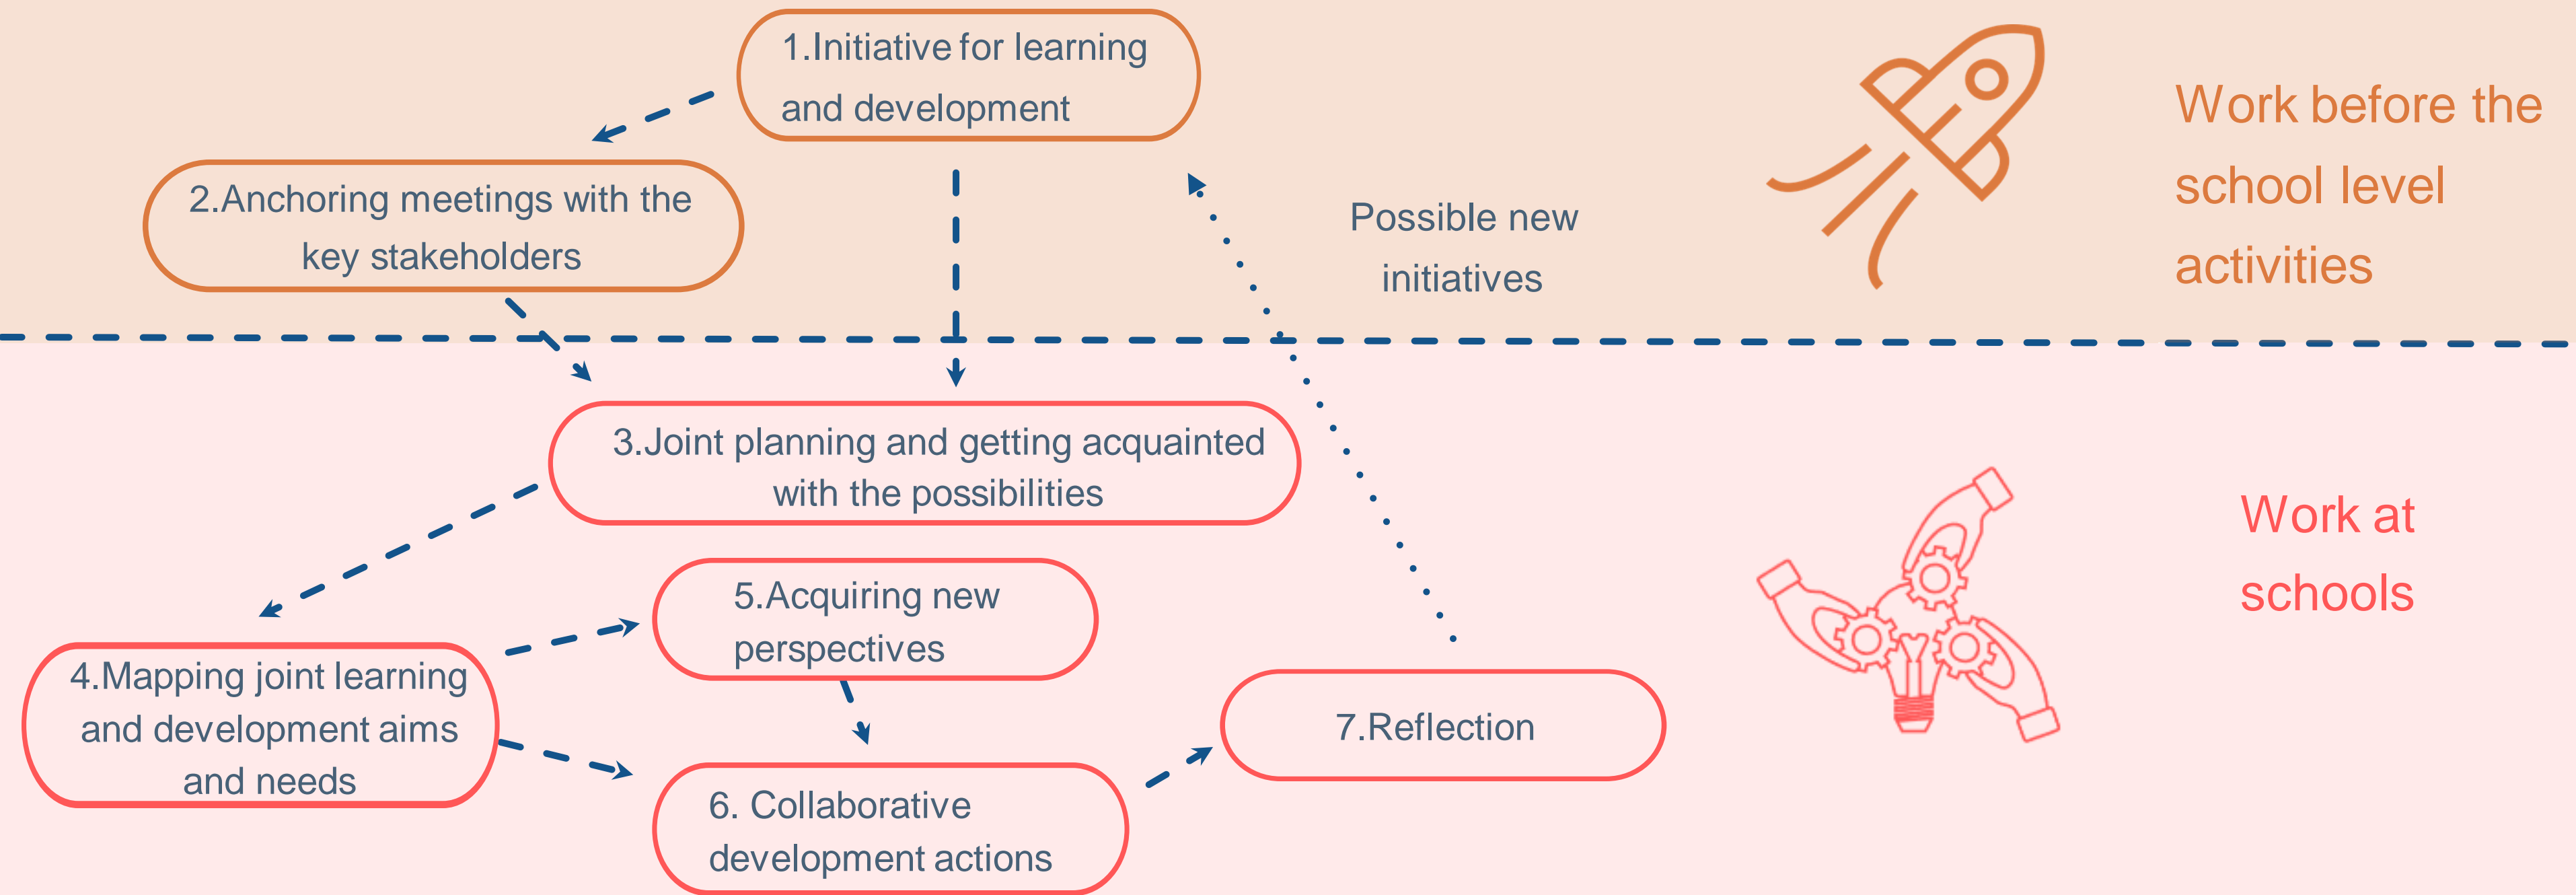 1.Initiative for learning
and development
2.Anchoring meetings with the
key stakeholders
Possible new
initiatives
Work before the
school level
activities
3.Joint planning and getting acquainted
with the possibilities
4.Mapping joint learning
and development aims
and needs
5.Acquiring new
perspectives
6. Collaborative
development actions
7.Reflection
Work at
schools